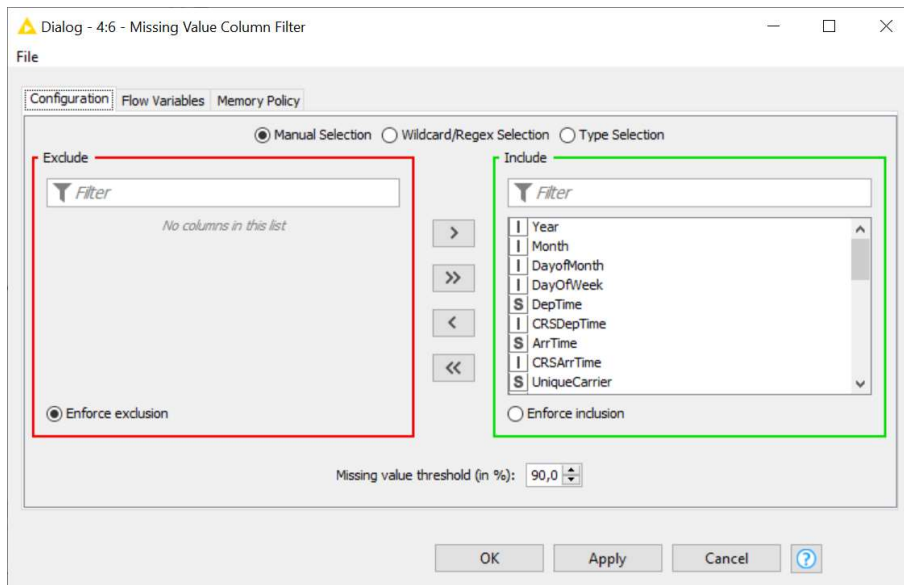 Dialog - 4:6 - Missing Value Column Filter
File
Configuration Flow Variables Memory Policy
Manual Selection Wildcard/Regex Selection Type Selection
Exclude
Filter
No columns in this list
Enforce exclusion
> 
>>
<
<<
Include
Filter
I Year
I Month
I DayofMonth
I DayOfWeek
S DepTime
I CRSDepTime
S ArrTime
I CRSArrTime
S UniqueCarrier
Enforce inclusion
Missing value threshold (in %): 90,0
OK Apply Cancel ?